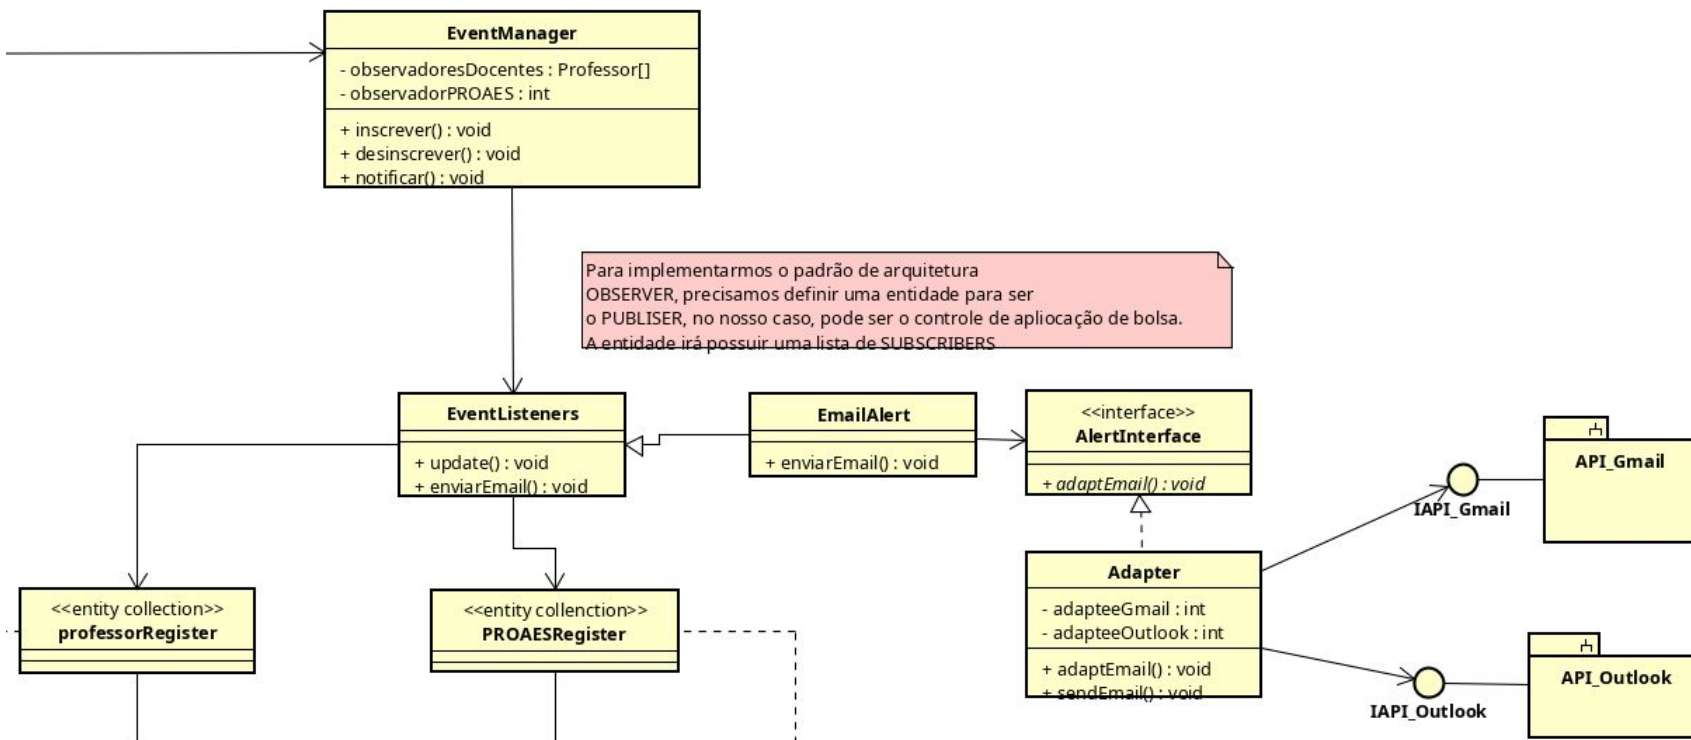 EventManager
- observadoresDocentes : Professor[]
- observadorPROAES : int
+ inscrever() : void
+ desinscrever() : void
+ notificar() : void
Para implementarmos o padrão de arquitetura
OBSERVER, precisamos definir uma entidade para ser
o PUBLISER, no nosso caso, pode ser o controle de apliocação de bolsa.
A entidade irá possuir uma lista de SUBSCRIBERS
EventListeners
+ update() : void
+ enviarEmail() : void
EmailAlert
+ enviarEmail() : void
<<interface>>
AlertInterface
+ adaptEmail() : void
API_Gmail
IAPI_Gmail
<<entity collection>>
professorRegister
<<entity collenction>>
PROAESRegister
Adapter
- adapteeGmail : int
- adapteeOutlook : int
+ adaptEmail() : void
+ sendEmail() : void
API_Outlook
IAPI_Outlook